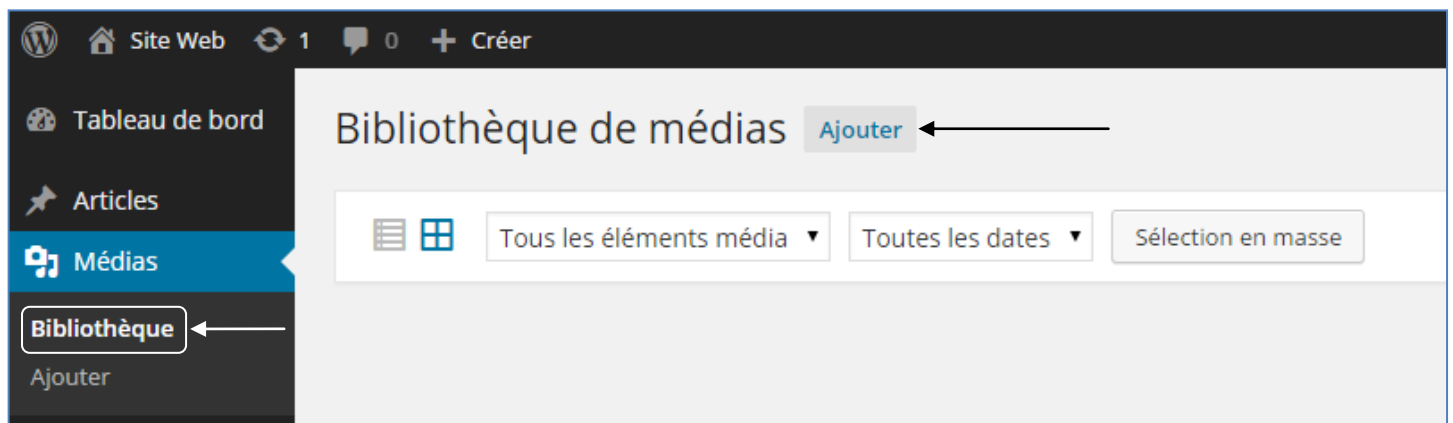 Site Web 1 0 + Créer
Tableau de bord
Articles
Médias
Bibliothèque
Ajouter
Bibliothèque de médias Ajouter
Tous les éléments média Toutes les dates Sélection en masse